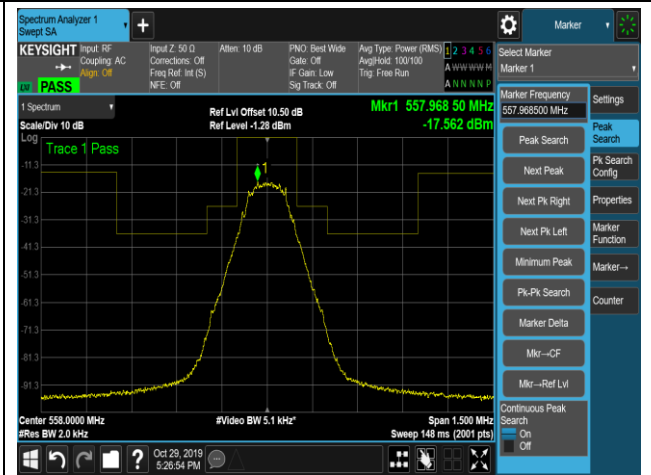 Spectrum Analyzer 1
Swept SA
+
Marker
KEYSIGHT
Input: RF
Coupling: AC
Align: Off
Input Z: 50 Ω
Corrections: Off
Freq Ref: Int (S)
NFE: Off
Atten: 10 dB
PNO: Best Wide
Gate: Off
IF Gain: Low
Sig Track: Off
Avg Type: Power (RMS)
Avg|Hold: 100/100
Trig: Free Run
1 2 3 4 5 6
A W W W W M
A N N N N P
PASS
Select Marker
Marker 1
1 Spectrum
Scale/Div 10 dB
Log
Ref Lvl Offset 10.50 dB
Ref Level -1.28 dBm
Mkr1 557.968 50 MHz
-17.562 dBm
Trace 1 Pass
1
-11.3
-21.3
-31.3
-41.3
-51.3
-61.3
-71.3
-81.3
-91.3
Center 558.0000 MHz
#Res BW 2.0 kHz
#Video BW 5.1 kHz*
Span 1.500 MHz
Sweep 148 ms (2001 pts)
Marker Frequency
557.968500 MHz
Peak Search
Next Peak
Next Pk Right
Next Pk Left
Minimum Peak
Pk-Pk Search
Marker Delta
Mkr→CF
Mkr→Ref Lvl
Continuous Peak
Search
On
Off
Settings
Peak
Search
Pk Search
Config
Properties
Marker
Function
Marker→
Counter
?
Oct 29, 2019
5:26:54 PM